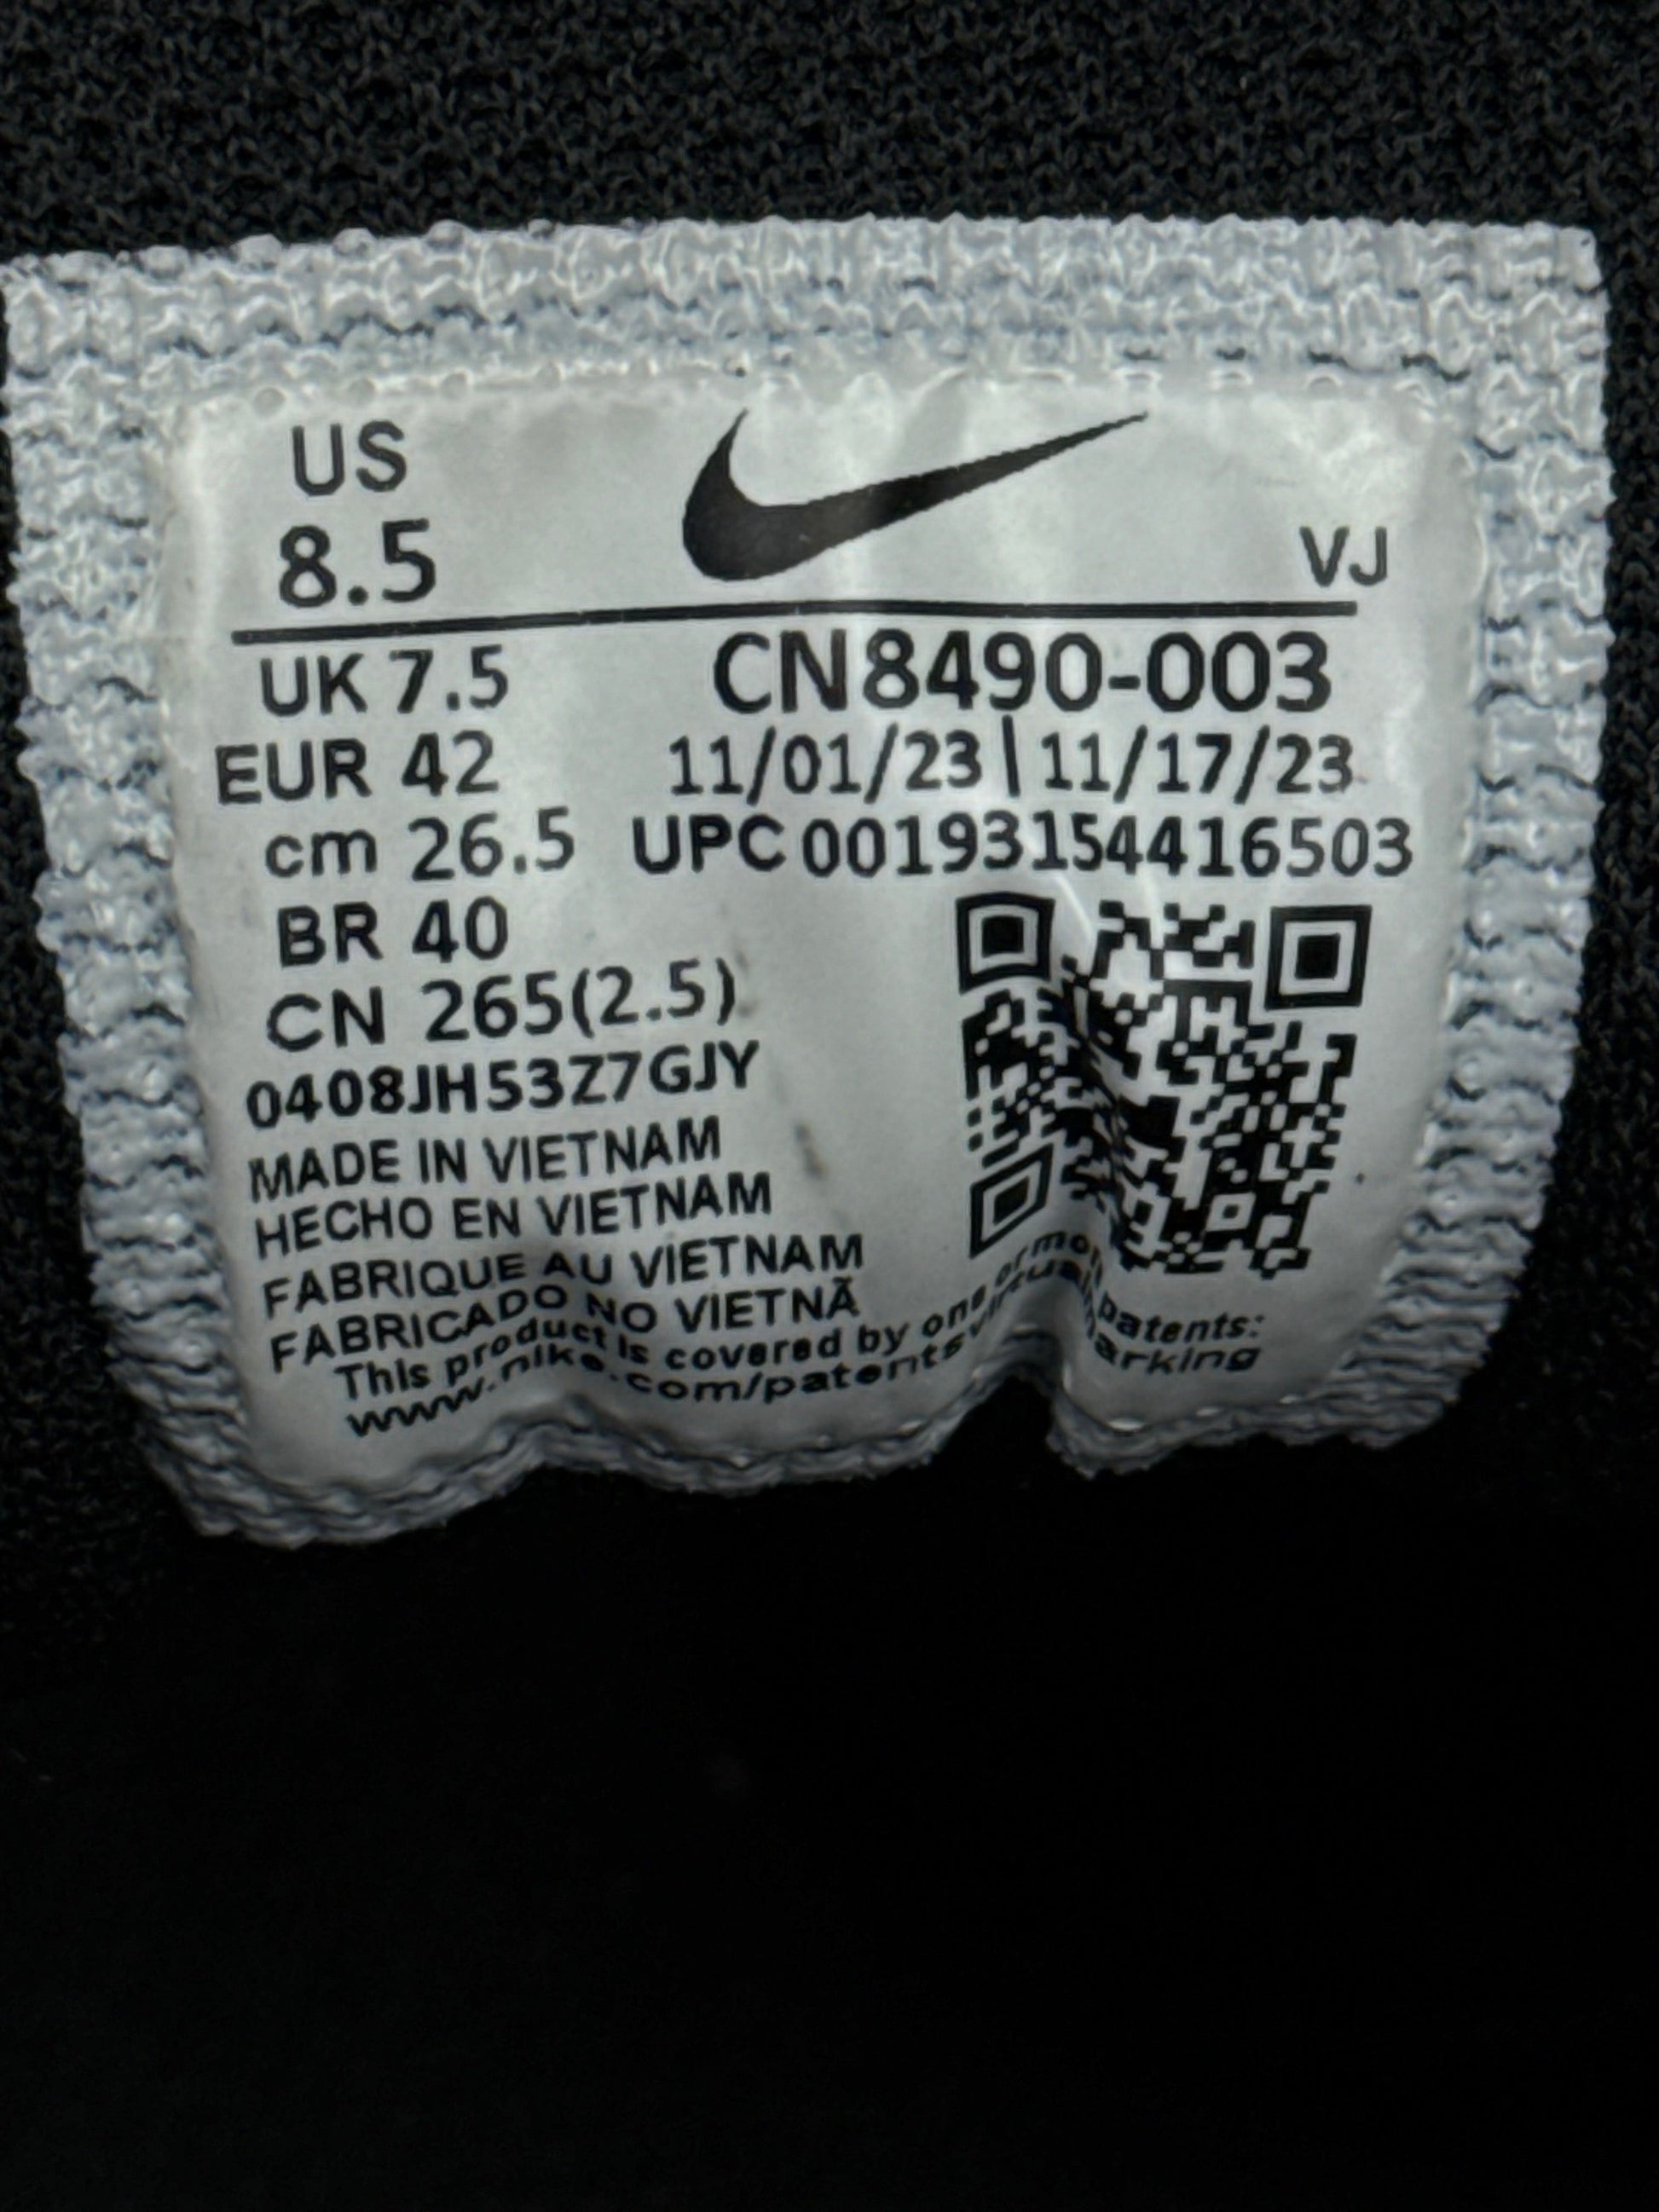 US
8.5
VJ
UK 7.5
CN8490-003
EUR 42
11/01/23|11/17/23
cm 26.5
UPC 00193154416503
BR 40
CN 265(2.5)
0408JH53Z7GJY
MADE IN VIETNAM
HECHO EN VIETNAM
FABRIQUE AU VIETNAM
FABRICADO NO VIETNÃ
This product is covered by one or more patents:
www.nike.com/patentsvirtualmarking